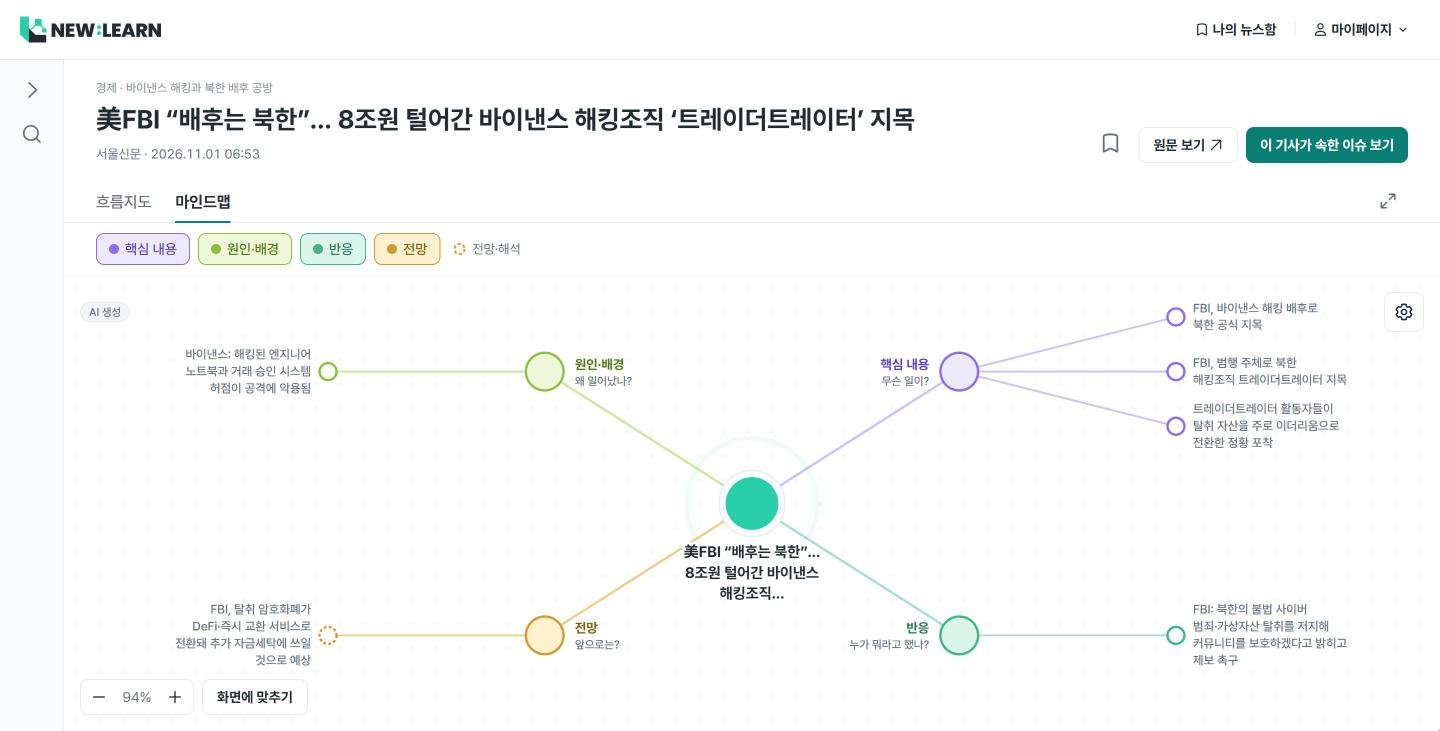 NEW:LEARN
나의 뉴스함
마이페이지
경제 · 바이낸스 해킹과 북한 배후 공방
美FBI “배후는 북한”… 8조원 털어간 바이낸스 해킹조직 ‘트레이더트레이터’ 지목
서울신문 · 2026.11.01 06:53
원문 보기
이 기사가 속한 이슈 보기
흐름지도
마인드맵
핵심 내용
원인·배경
반응
전망
전망·해석
AI 생성
바이낸스: 해킹된 엔지니어
노트북과 거래 승인 시스템
허점이 공격에 악용됨
원인·배경
왜 일어났나?
핵심 내용
무슨 일이?
FBI, 바이낸스 해킹 배후로
북한 공식 지목
FBI, 범행 주체로 북한
해킹조직 트레이더트레이터 지목
트레이더트레이터 활동자들이
탈취 자산을 주로 이더리움으로
전환한 정황 포착
美FBI “배후는 북한”…
8조원 털어간 바이낸스
해킹조직…
FBI, 탈취 암호화폐가
DeFi·즉시 교환 서비스로
전환돼 추가 자금세탁에 쓰일
것으로 예상
전망
앞으로는?
반응
누가 뭐라고 했나?
FBI: 북한의 불법 사이버
범죄·가상자산 탈취를 저지해
커뮤니티를 보호하겠다고 밝히고
제보 촉구
94%
화면에 맞추기